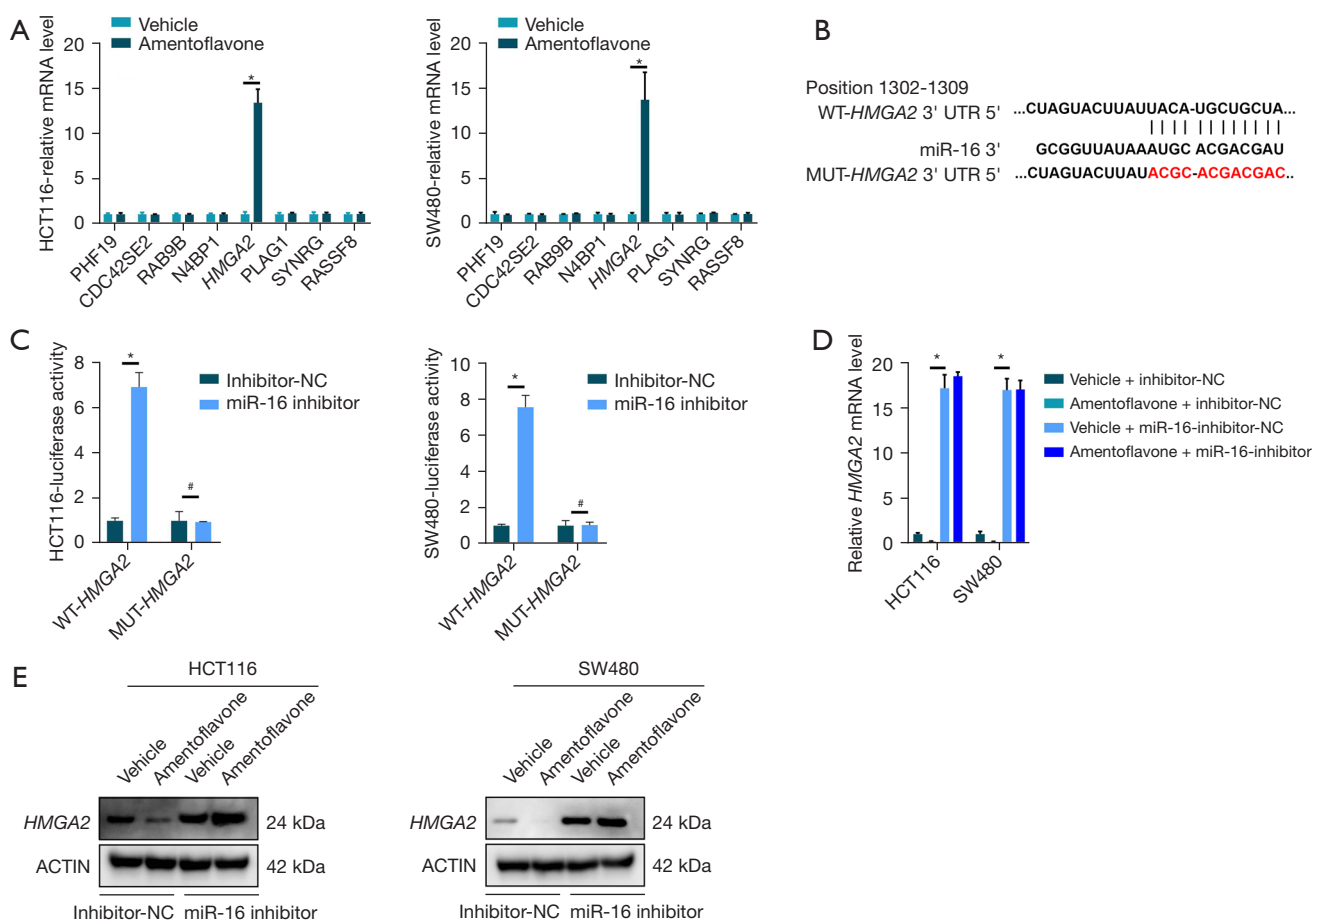 A
HCT116-relative mRNA level
Vehicle
Amentoflavone
20
15
10
5
0
*
PHF19
CDC42SE2
RAB9B
N4BP1
HMGA2
PLAG1
SYNRG
RASSF8
SW480-relative mRNA level
Vehicle
Amentoflavone
20
15
10
5
0
*
PHF19
CDC42SE2
RAB9B
N4BP1
HMGA2
PLAG1
SYNRG
RASSF8
B
Position 1302-1309
WT-HMGA2 3' UTR 5' ...CUAGUACUUAUUACA-UGCUGCUA...
miR-16 3' GCGGUUAUAAAUGC ACGACGAU
MUT-HMGA2 3' UTR 5' ...CUAGUACUUAUACGC-ACGACGAC..
C
HCT116-luciferase activity
8
6
4
2
0
*
#
Inhibitor-NC
miR-16 inhibitor
WT-HMGA2
MUT-HMGA2
SW480-luciferase activity
10
8
6
4
2
0
*
#
Inhibitor-NC
miR-16 inhibitor
WT-HMGA2
MUT-HMGA2
D
Relative HMGA2 mRNA level
20
15
10
5
0
*
*
HCT116
SW480
Vehicle + inhibitor-NC
Amentoflavone + inhibitor-NC
Vehicle + miR-16-inhibitor-NC
Amentoflavone + miR-16-inhibitor
E
HCT116
Vehicle
Amentoflavone
Vehicle
Amentoflavone
HMGA2
24 kDa
ACTIN
42 kDa
Inhibitor-NC miR-16 inhibitor
SW480
Vehicle
Amentoflavone
Vehicle
Amentoflavone
HMGA2
24 kDa
ACTIN
42 kDa
Inhibitor-NC miR-16 inhibitor